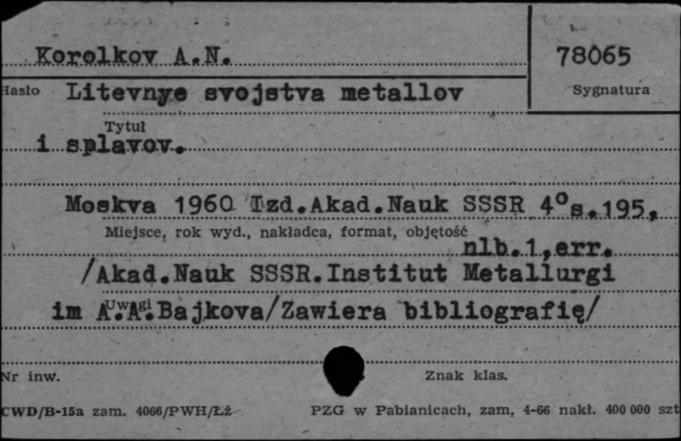 Korolkov A.N.
78065
Hasło
Litevnye svojstva metallov
Sygnatura
Tytuł
i splavov.
Moskva 1960 Izd.Akad.Nauk SSSR 4° s.195,
Miejsce, rok wyd., nakładca, format, objętość
nlb.1,err.
/Akad.Nauk SSSR.Institut Metallurgi
Uwagi
im A.A.Bajkova/Zawiera bibliografię/
Nr inw.
Znak klas.
CWD/B-15a zam. 4066/PWH/Łź
PZG w Pabianicach, zam. 4-66 nakł. 400 000 szt